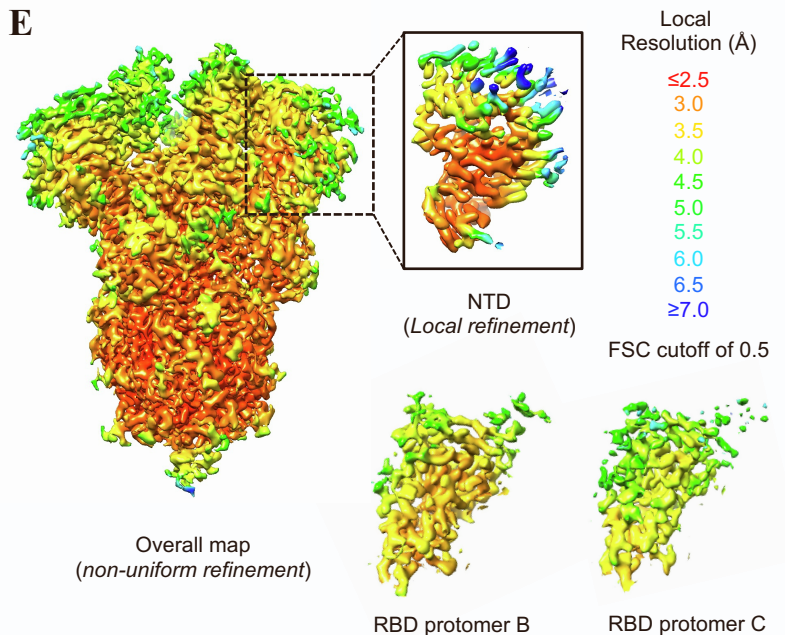 E
Local
Resolution (Å)
≤2.5
3.0
3.5
4.0
4.5
5.0
5.5
6.0
6.5
≥7.0
FSC cutoff of 0.5
NTD
(Local refinement)
Overall map
(non-uniform refinement)
RBD protomer B
RBD protomer C